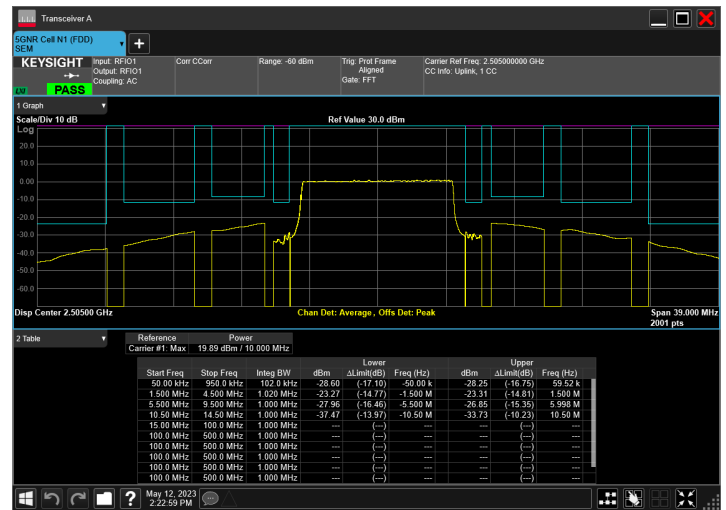 Transceiver A
5GNR Cell N1 (FDD)
SEM
KEYSIGHT
LXI
PASS
Input: RFIO1
Output: RFIO1
Coupling: AC
Corr CCorr
Range: -60 dBm
Trig: Prot Frame
Aligned
Gate: FFT
Carrier Ref Freq: 2.505000000 GHz
CC Info: Uplink, 1 CC
1 Graph
Scale/Div 10 dB
Ref Value 30.0 dBm
Log
20.0
10.0
0.00
-10.0
-20.0
-30.0
-40.0
-50.0
-60.0
Disp Center 2.50500 GHz
Chan Det: Average, Offs Det: Peak
Span 39.000 MHz
2001 pts
2 Table
Reference Power
Carrier #1: Max 19.89 dBm / 10.000 MHz
Lower Upper
Start Freq Stop Freq Integ BW dBm ΔLimit(dB) Freq (Hz) dBm ΔLimit(dB) Freq (Hz)
50.00 kHz 950.0 kHz 102.0 kHz -28.60 (-17.10) -50.00 k -28.25 (-16.75) 59.52 k
1.500 MHz 4.500 MHz 1.020 MHz -23.27 (-14.77) -1.500 M -23.31 (-14.81) 1.500 M
5.500 MHz 9.500 MHz 1.000 MHz -27.96 (-16.46) -5.500 M -26.85 (-15.35) 5.998 M
10.50 MHz 14.50 MHz 1.000 MHz -37.47 (-13.97) -10.50 M -33.73 (-10.23) 10.50 M
15.00 MHz 100.0 MHz 1.000 MHz --- (---) --- --- (---) ---
100.0 MHz 500.0 MHz 1.000 MHz --- (---) --- --- (---) ---
100.0 MHz 500.0 MHz 1.000 MHz --- (---) --- --- (---) ---
100.0 MHz 500.0 MHz 1.000 MHz --- (---) --- --- (---) ---
100.0 MHz 500.0 MHz 1.000 MHz --- (---) --- --- (---) ---
100.0 MHz 500.0 MHz 1.000 MHz --- (---) --- --- (---) ---
May 12, 2023
2:22:59 PM